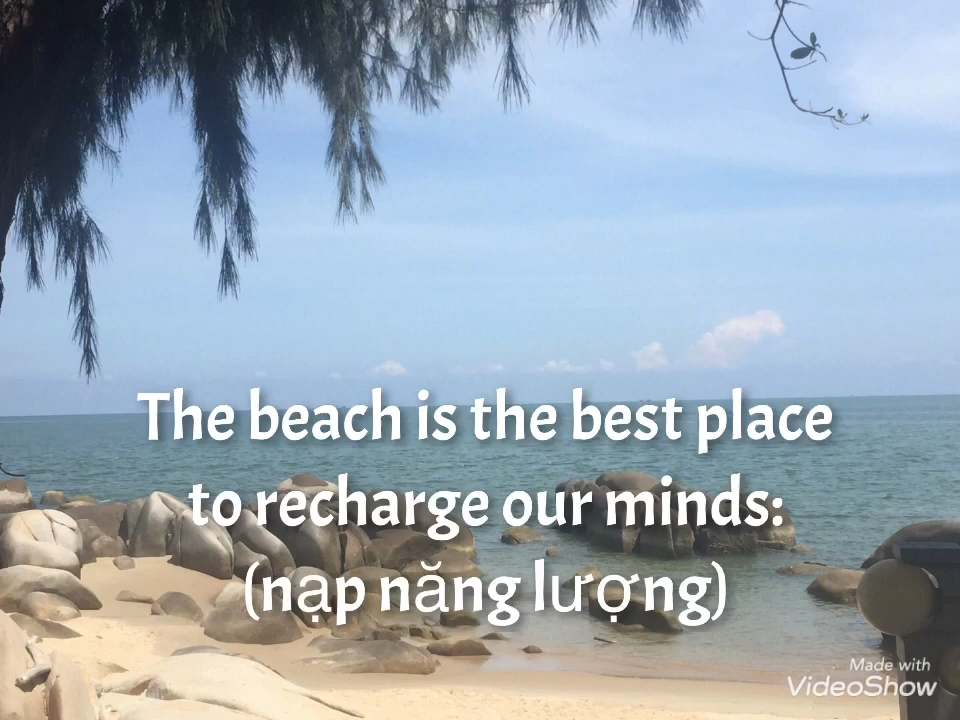 The beach is the best place
to recharge our minds:
(nạp năng lượng)
Made with
VideoShow